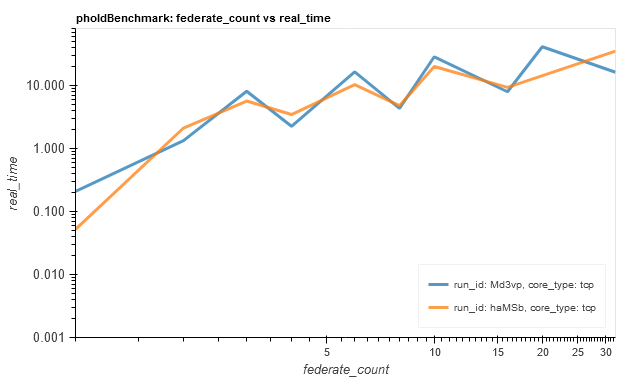 pholdBenchmark: federate_count vs real_time
10.000
1.000
0.100
0.010
0.001
real_time
run_id: Md3vp, core_type: tcp
run_id: haMSb, core_type: tcp
5 10 15 20 25 30
federate_count